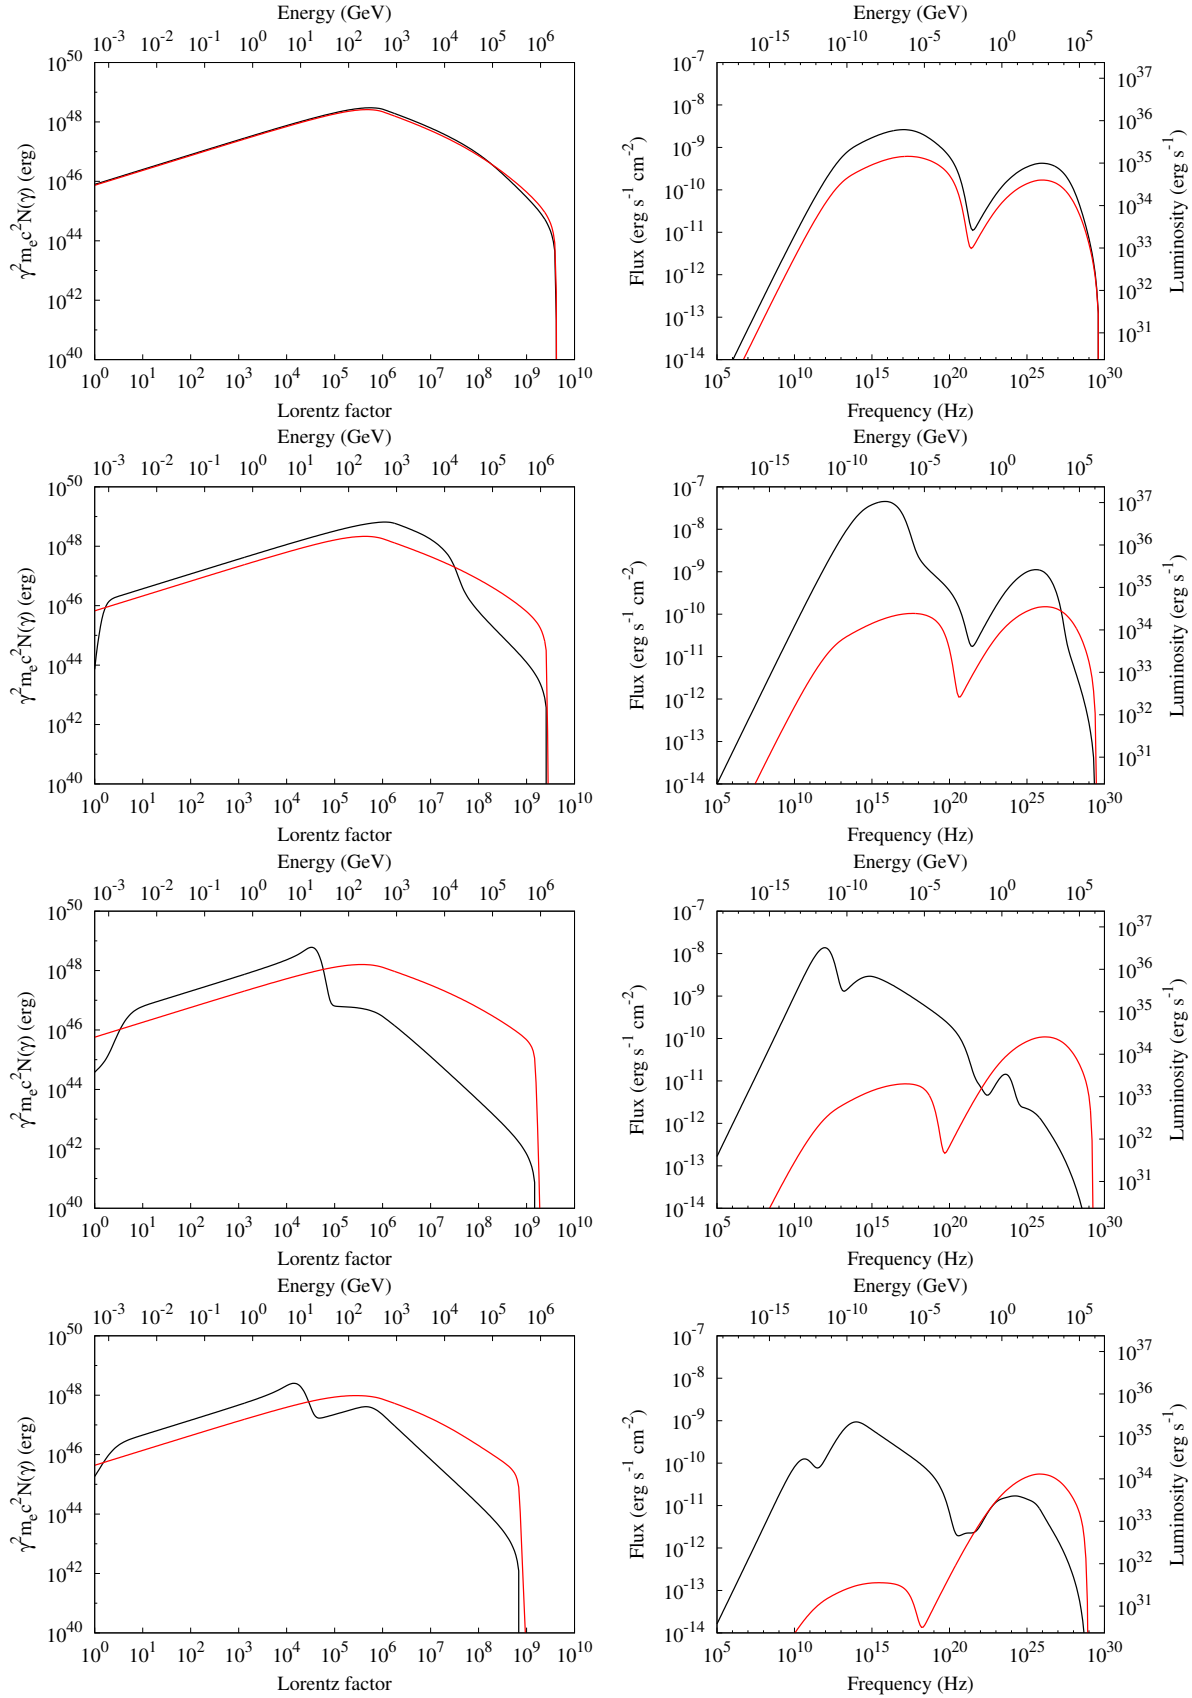 Energy (GeV)
10^-3 10^-2 10^-1 10^0 10^1 10^2 10^3 10^4 10^5 10^6
γ^2m_ec^2N(γ) (erg)
10^50
10^48
10^46
10^44
10^42
10^40
10^0 10^1 10^2 10^3 10^4 10^5 10^6 10^7 10^8 10^9 10^10
Lorentz factor
Energy (GeV)
10^-15 10^-10 10^-5 10^0 10^5
Flux (erg s^-1 cm^-2)
10^-7
10^-8
10^-9
10^-10
10^-11
10^-12
10^-13
10^-14
10^37
10^36
10^35
10^34
10^33
10^32
10^31
Luminosity (erg s^-1)
10^5 10^10 10^15 10^20 10^25 10^30
Frequency (Hz)
Energy (GeV)
10^-3 10^-2 10^-1 10^0 10^1 10^2 10^3 10^4 10^5 10^6
γ^2m_ec^2N(γ) (erg)
10^50
10^48
10^46
10^44
10^42
10^40
10^0 10^1 10^2 10^3 10^4 10^5 10^6 10^7 10^8 10^9 10^10
Lorentz factor
Energy (GeV)
10^-15 10^-10 10^-5 10^0 10^5
Flux (erg s^-1 cm^-2)
10^-7
10^-8
10^-9
10^-10
10^-11
10^-12
10^-13
10^-14
10^37
10^36
10^35
10^34
10^33
10^32
10^31
Luminosity (erg s^-1)
10^5 10^10 10^15 10^20 10^25 10^30
Frequency (Hz)
Energy (GeV)
10^-3 10^-2 10^-1 10^0 10^1 10^2 10^3 10^4 10^5 10^6
γ^2m_ec^2N(γ) (erg)
10^50
10^48
10^46
10^44
10^42
10^40
10^0 10^1 10^2 10^3 10^4 10^5 10^6 10^7 10^8 10^9 10^10
Lorentz factor
Energy (GeV)
10^-15 10^-10 10^-5 10^0 10^5
Flux (erg s^-1 cm^-2)
10^-7
10^-8
10^-9
10^-10
10^-11
10^-12
10^-13
10^-14
10^37
10^36
10^35
10^34
10^33
10^32
10^31
Luminosity (erg s^-1)
10^5 10^10 10^15 10^20 10^25 10^30
Frequency (Hz)
Energy (GeV)
10^-3 10^-2 10^-1 10^0 10^1 10^2 10^3 10^4 10^5 10^6
γ^2m_ec^2N(γ) (erg)
10^50
10^48
10^46
10^44
10^42
10^40
10^0 10^1 10^2 10^3 10^4 10^5 10^6 10^7 10^8 10^9 10^10
Lorentz factor
Energy (GeV)
10^-15 10^-10 10^-5 10^0 10^5
Flux (erg s^-1 cm^-2)
10^-7
10^-8
10^-9
10^-10
10^-11
10^-12
10^-13
10^-14
10^37
10^36
10^35
10^34
10^33
10^32
10^31
Luminosity (erg s^-1)
10^5 10^10 10^15 10^20 10^25 10^30
Frequency (Hz)